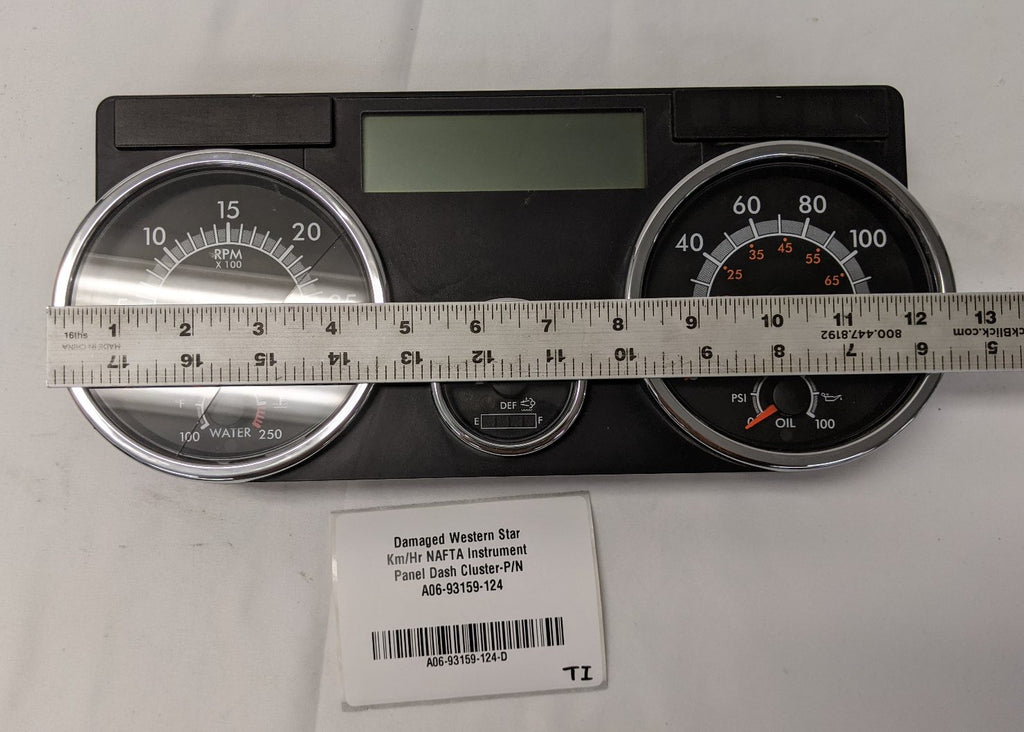 15
10
20
RPM
X 100
60
80
40
100
45
35
55
25
65
1 2 3 4 5 6 7 8 9 10 11 12 13
MADE IN CHINA
17 16 15 14 13 12 11 10 9 8 7 6 5
800.447.8192
ckBlick.com
°F
100
WATER
250
DEF
E
F
PSI
0
OIL
100
Damaged Western Star
Km/Hr NAFTA Instrument
Panel Dash Cluster-P/N
A06-93159-124
A06-93159-124-D
TI